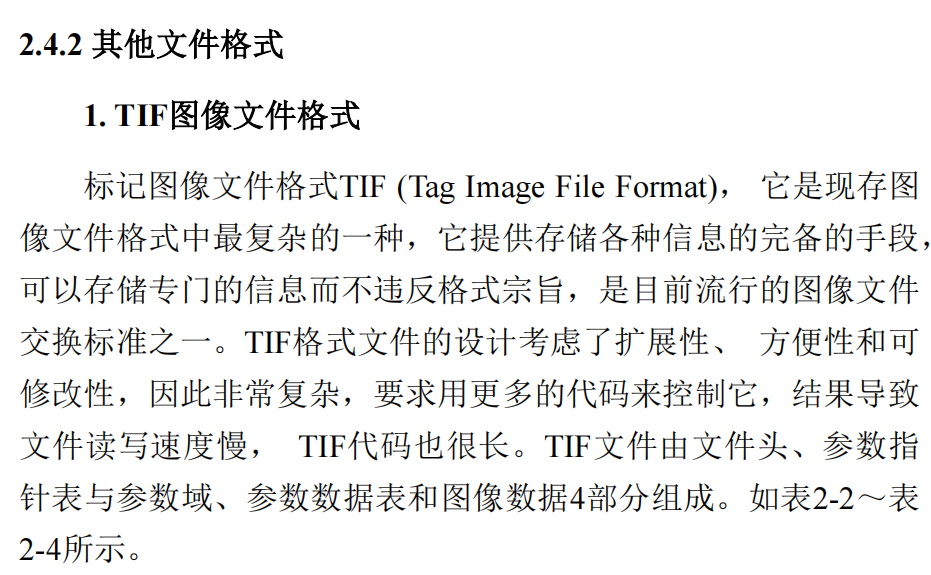 2.4.2 其他文件格式
1. TIF图像文件格式
标记图像文件格式TIF (Tag Image File Format)， 它是现存图
像文件格式中最复杂的一种，它提供存储各种信息的完备的手段，
可以存储专门的信息而不违反格式宗旨，是目前流行的图像文件
交换标准之一。TIF格式文件的设计考虑了扩展性、 方便性和可
修改性，因此非常复杂，要求用更多的代码来控制它，结果导致
文件读写速度慢， TIF代码也很长。TIF文件由文件头、参数指
针表与参数域、参数数据表和图像数据4部分组成。如表2-2～表
2-4所示。